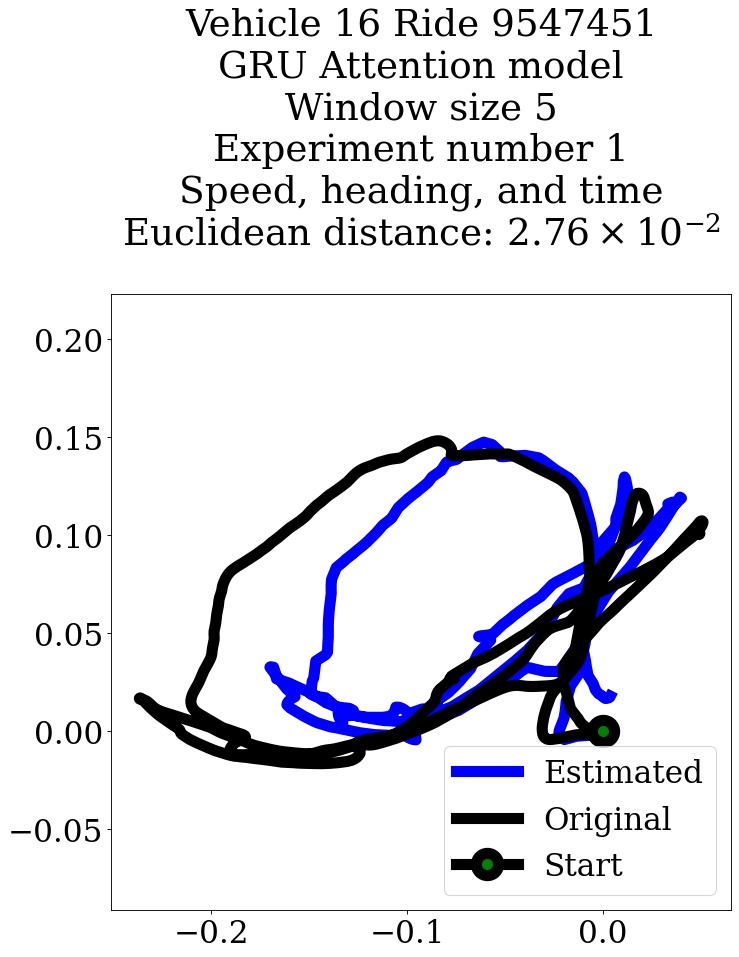 Vehicle 16 Ride 9547451
GRU Attention model
Window size 5
Experiment number 1
Speed, heading, and time
Euclidean distance: 2.76 × 10⁻²
0.20
0.15
0.10
0.05
0.00
−0.05
Estimated
Original
Start
−0.2
−0.1
0.0